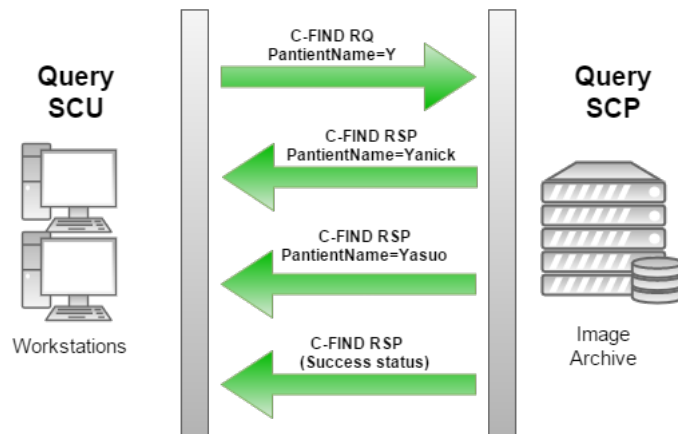 Query
SCU
Workstations
C-FIND RQ
PantientName=Y
C-FIND RSP
PantientName=Yanick
C-FIND RSP
PantientName=Yasuo
C-FIND RSP
(Success status)
Query
SCP
Image
Archive